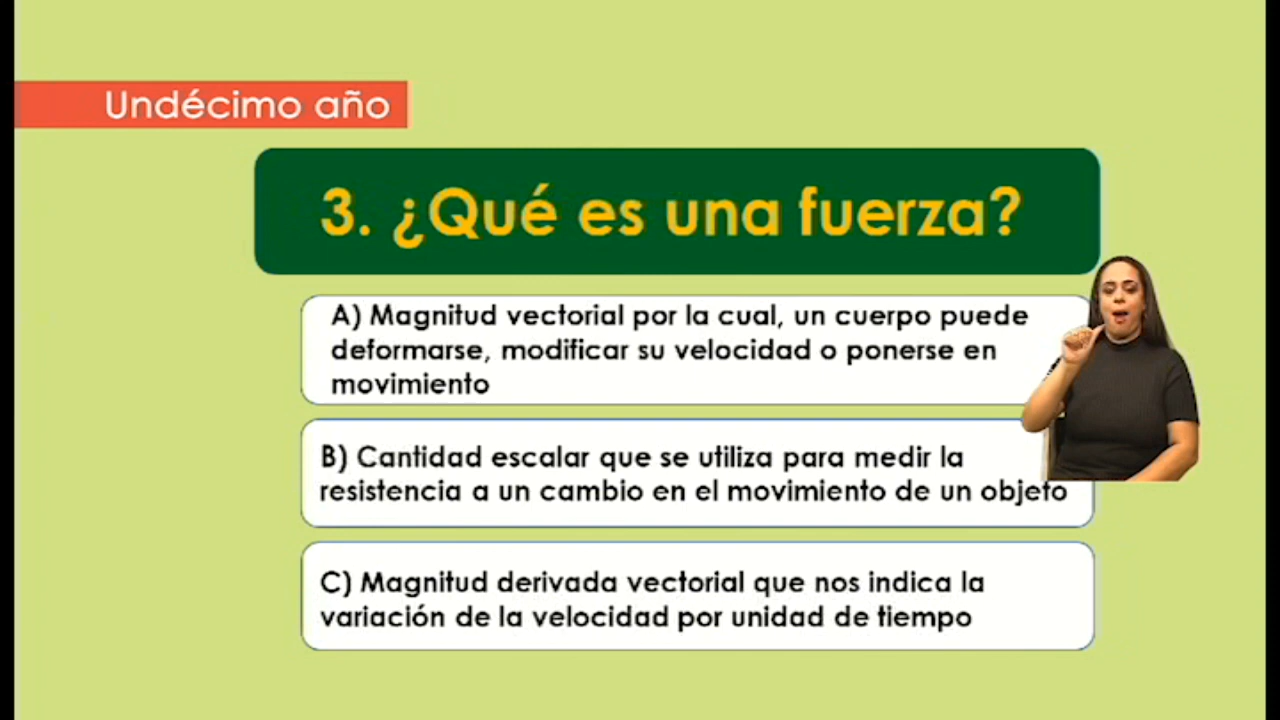 Undécimo año
3. ¿Qué es una fuerza?
A) Magnitud vectorial por la cual, un cuerpo puede
deformarse, modificar su velocidad o ponerse en
movimiento
B) Cantidad escalar que se utiliza para medir la
resistencia a un cambio en el movimiento de un objeto
C) Magnitud derivada vectorial que nos indica la
variación de la velocidad por unidad de tiempo